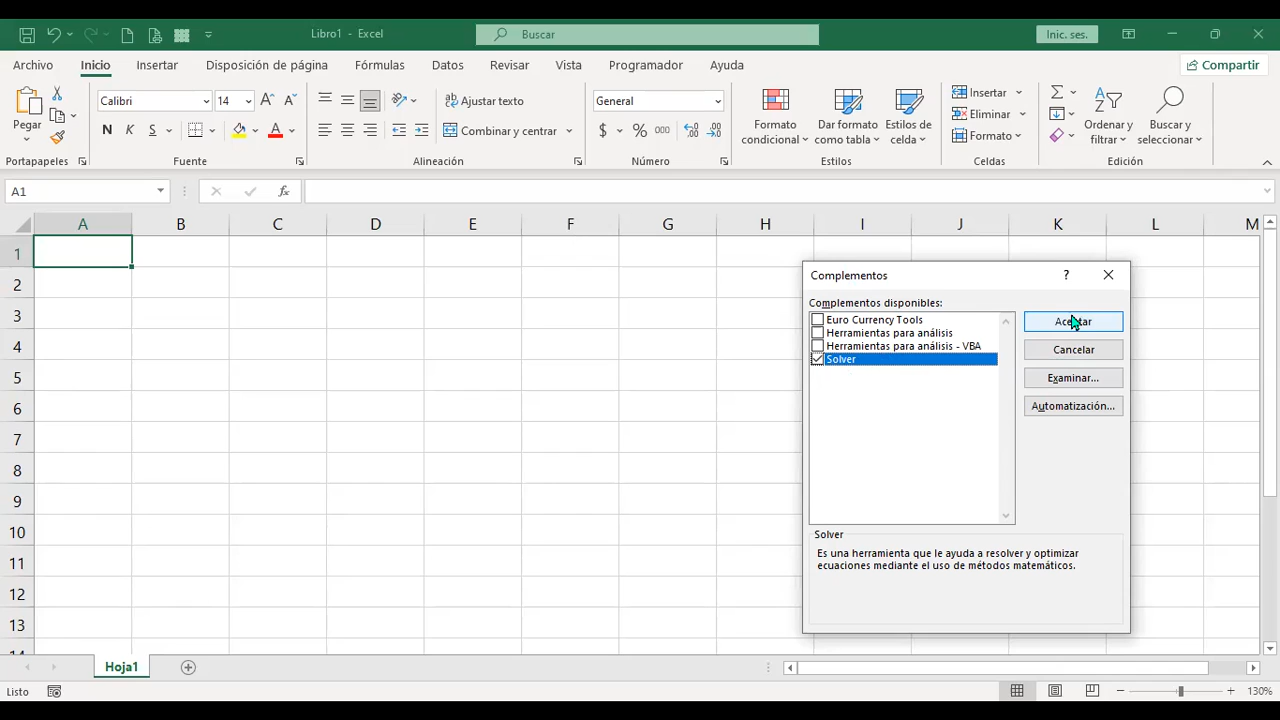 Libro1 - Excel
Buscar
Inic. ses.
Archivo Inicio Insertar Disposición de página Fórmulas Datos Revisar Vista Programador Ayuda Compartir
Pegar
Portapapeles
Calibri 14
N K S A
Fuente
Ajustar texto
Combinar y centrar
Alineación
General
$ % 000
Número
Formato condicional
Dar formato como tabla
Estilos de celda
Estilos
Insertar
Eliminar
Formato
Celdas
Ordenar y filtrar
Buscar y seleccionar
Edición
A1 fx
A B C D E F G H I J K L M
1
2
3
4
5
6
7
8
9
10
11
12
13
14
Complementos ?
Complementos disponibles:
Euro Currency Tools
Herramientas para análisis
Herramientas para análisis - VBA
Solver
Aceptar
Cancelar
Examinar...
Automatización...
Solver
Es una herramienta que le ayuda a resolver y optimizar
ecuaciones mediante el uso de métodos matemáticos.
Hoja1
Listo 130%